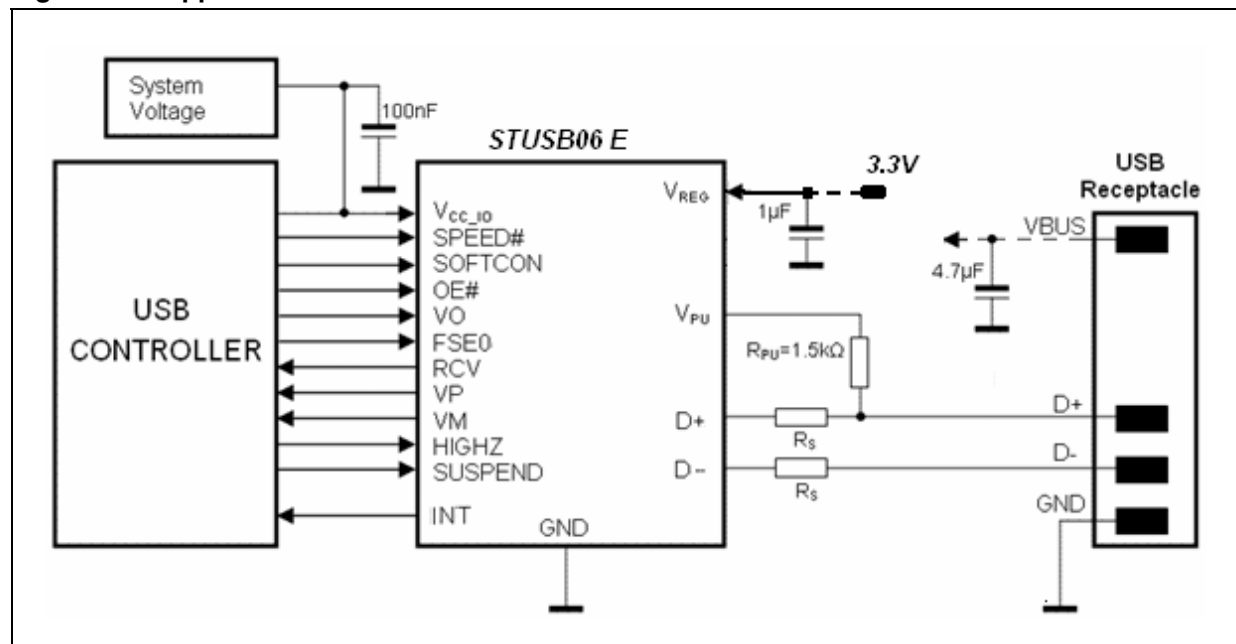 System
Voltage
100nF
STUSB06 E
3.3V
USB
Receptacle
USB
CONTROLLER
VCC_IO
SPEED#
SOFTCON
OE#
VO
FSE0
RCV
VP
VM
HIGHZ
SUSPEND
INT
GND
VREG
1µF
VPU
RPU=1.5kΩ
D+
RS
D-
RS
VBUS
4.7µF
D+
D-
GND